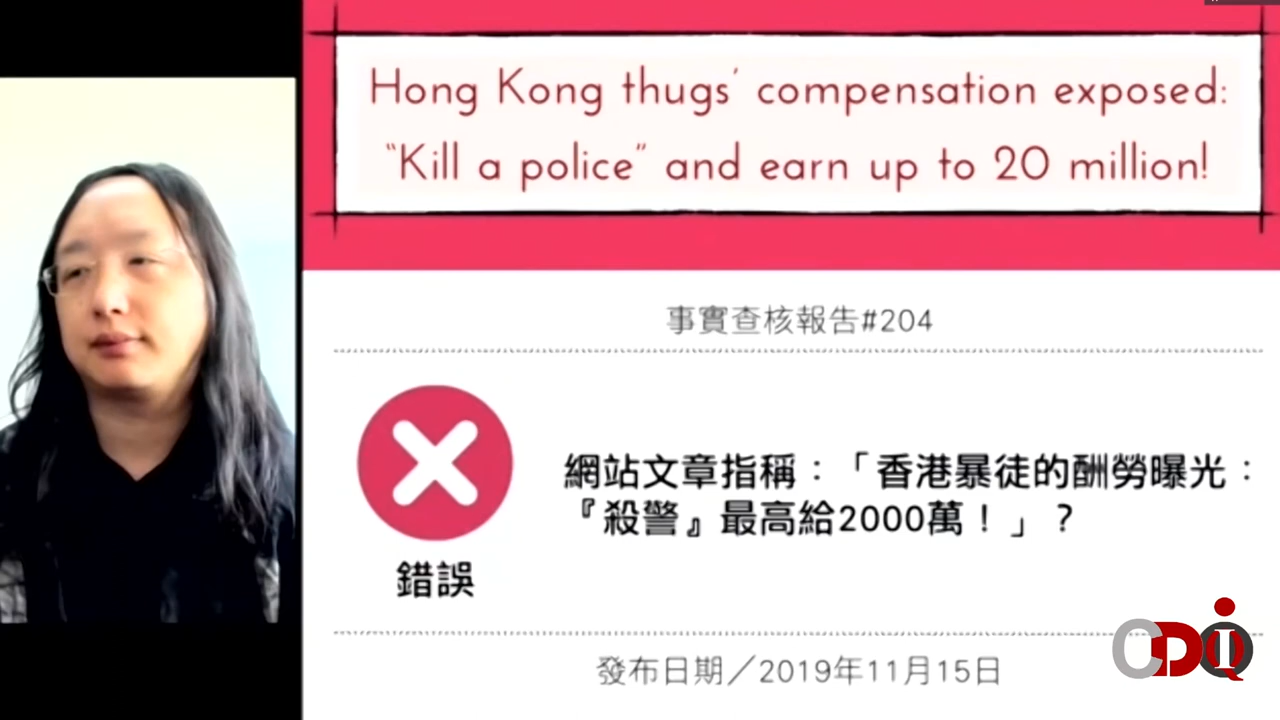 Hong Kong thugs' compensation exposed:
"Kill a police" and earn up to 20 million!
事實查核報告#204
網站文章指稱：「香港暴徒的酬勞曝光：
『殺警』最高給2000萬！」？
錯誤
發布日期／2019年11月15日
CDIQ